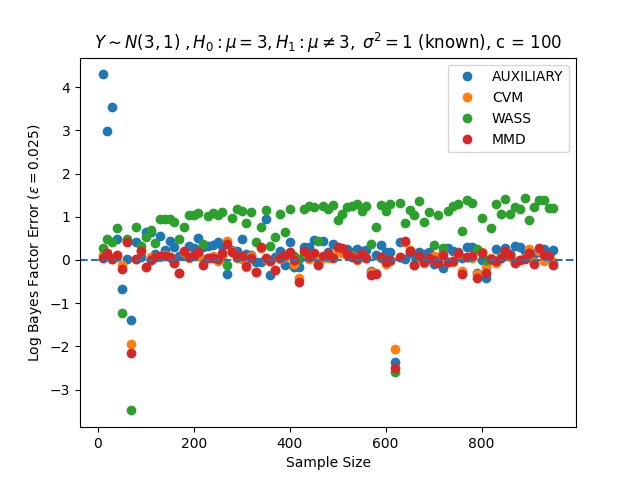 Y ~ N(3, 1) , H₀ : μ = 3, H₁ : μ ≠ 3, σ² = 1 (known), c = 100
Log Bayes Factor Error (ε = 0.025)
4
3
2
1
0
−1
−2
−3
AUXILIARY
CVM
WASS
MMD
0 200 400 600 800
Sample Size